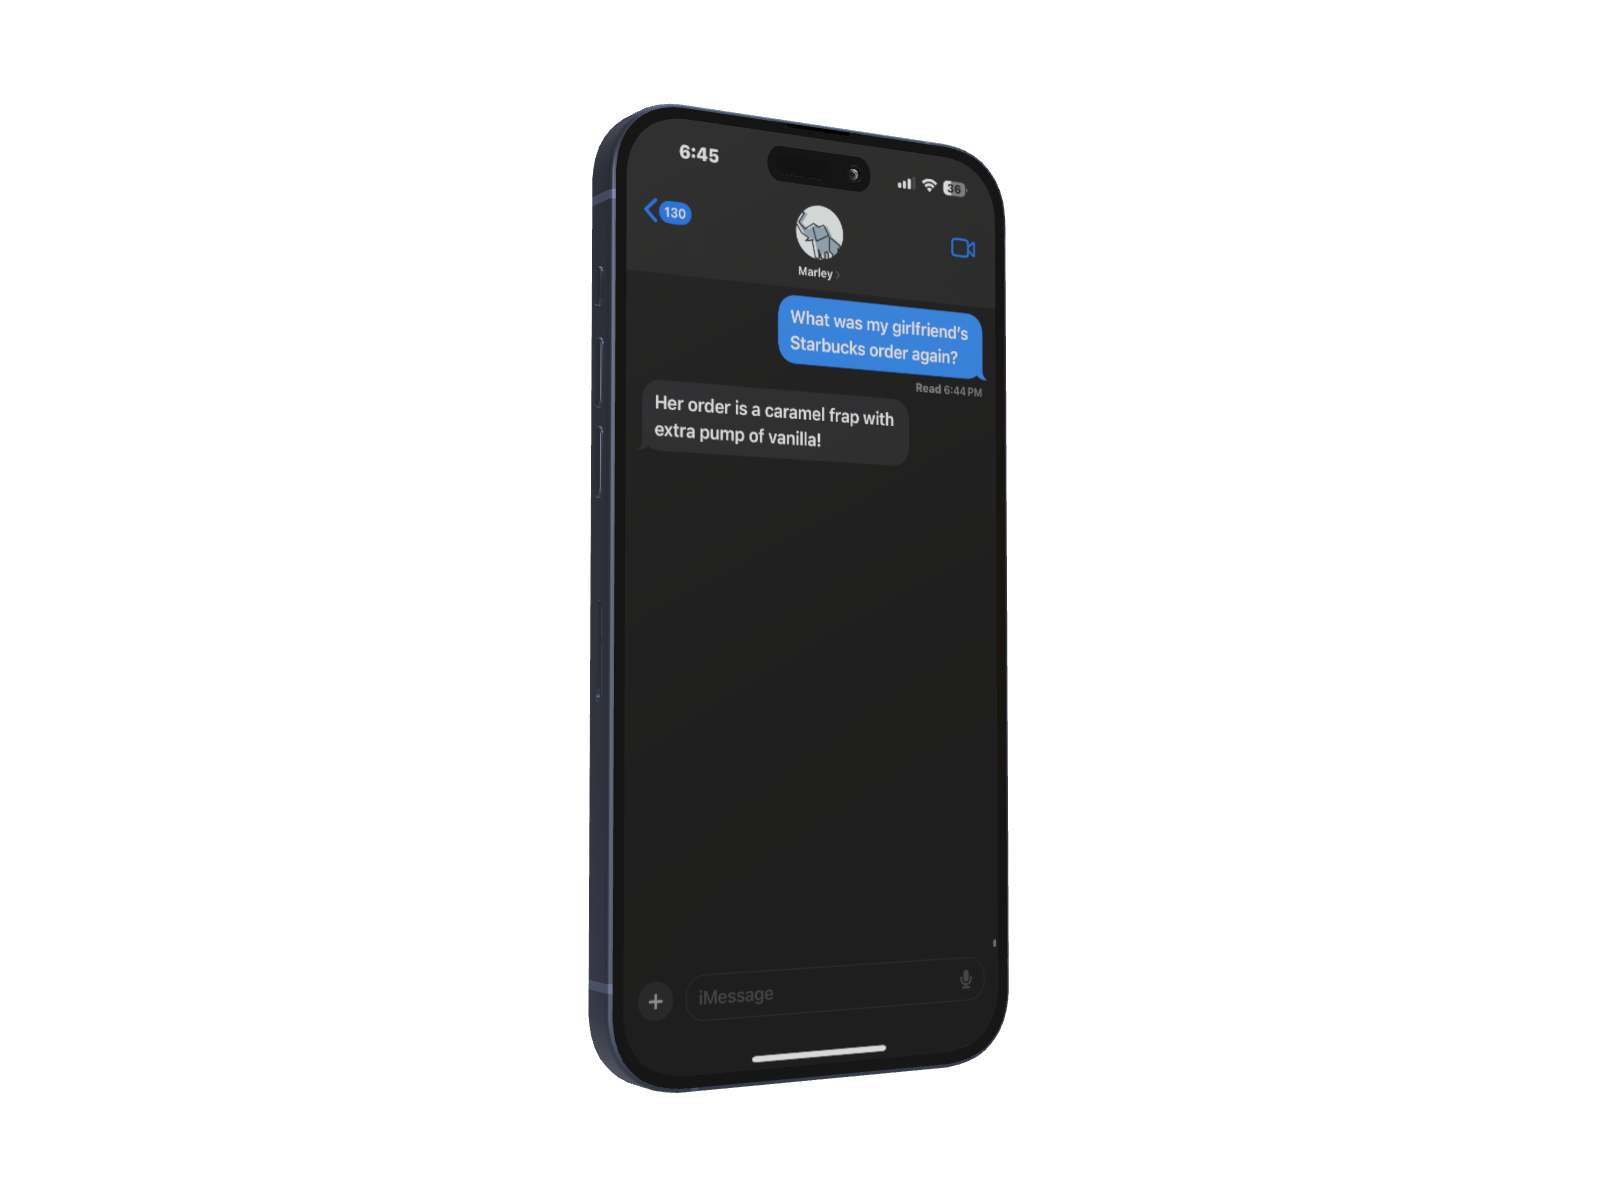 6:45
36
130
Marley
What was my girlfriend's
Starbucks order again?
Read 6:44 PM
Her order is a caramel frap with
extra pump of vanilla!
iMessage